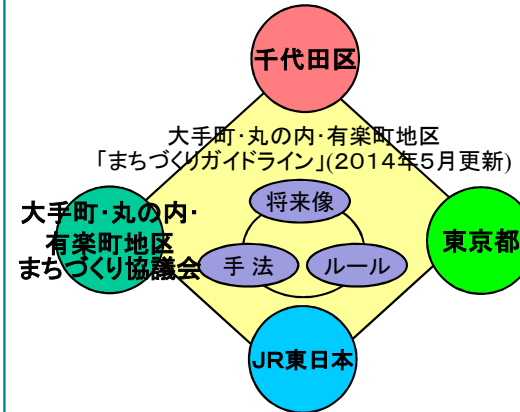 千代田区
大手町・丸の内・有楽町地区
「まちづくりガイドライン」(2014年5月更新)
将来像
大手町・丸の内・
有楽町地区
まちづくり協議会
手 法
ルール
東京都
JR東日本